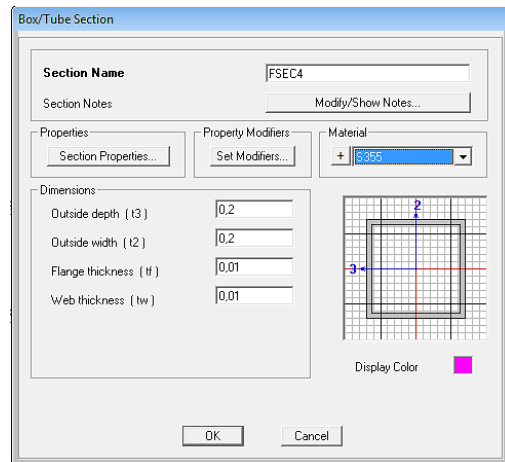 Box/Tube Section
Section Name FSEC4
Section Notes Modify/Show Notes...
Properties Property Modifiers Material
Section Properties... Set Modifiers... + S355
Dimensions
Outside depth ( t3 ) 0,2
Outside width ( t2 ) 0,2
Flange thickness ( tf ) 0,01
Web thickness ( tw ) 0,01
2
3
Display Color
OK Cancel